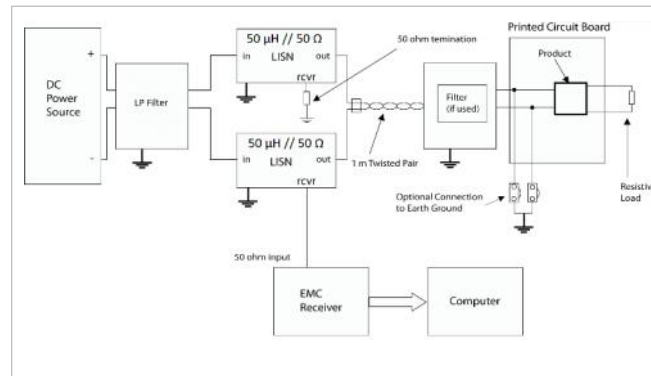 Printed Circuit Board
50 µH // 50 Ω
LISN
in
out
rcvr
50 ohm temination
Product
+
DC
Power
Source
-
LP Filter
Filter
(if used)
50 µH // 50 Ω
LISN
in
out
rcvr
1 m Twisted Pair
Resistive
Load
Optional Connection
to Earth Ground
50 ohm input
EMC
Receiver
Computer